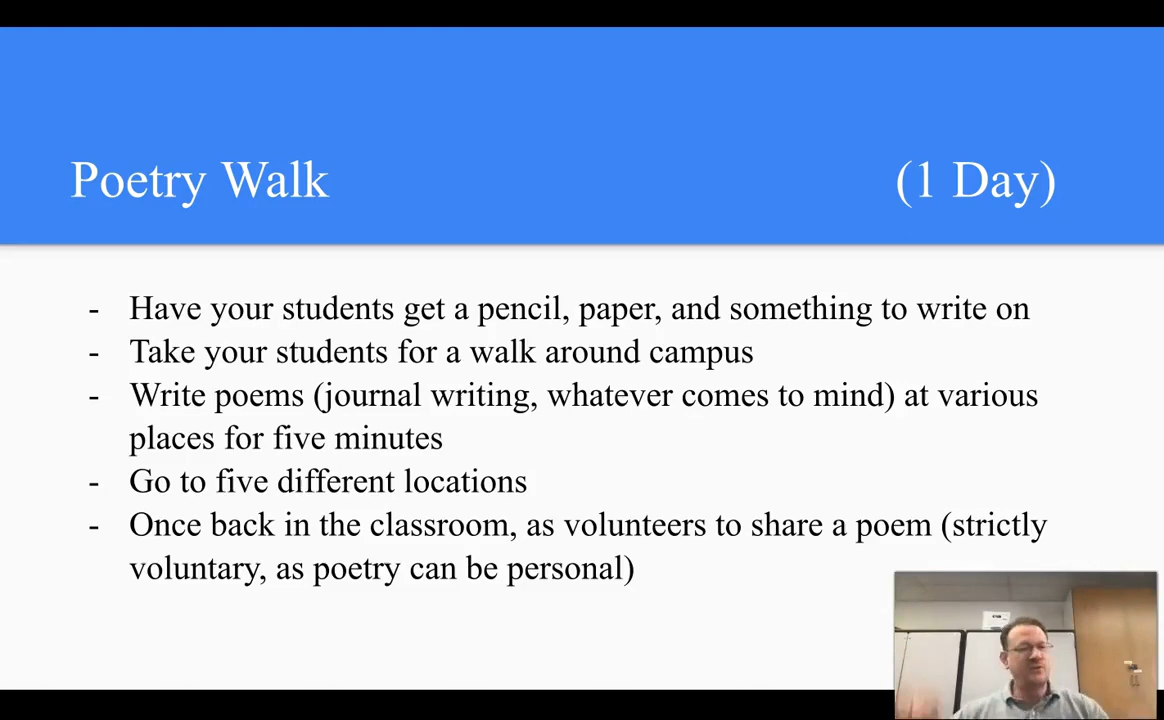 Poetry Walk (1 Day)
- Have your students get a pencil, paper, and something to write on
- Take your students for a walk around campus
- Write poems (journal writing, whatever comes to mind) at various
places for five minutes
- Go to five different locations
- Once back in the classroom, as volunteers to share a poem (strictly
voluntary, as poetry can be personal)